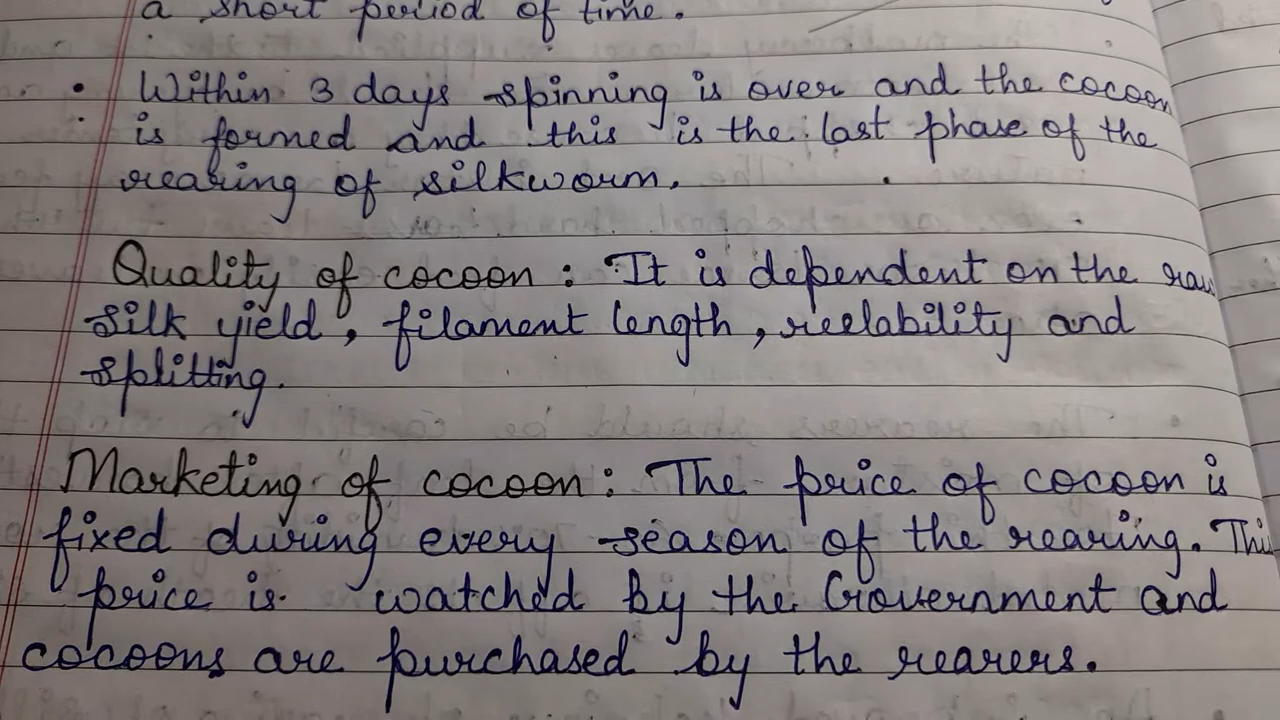 a short period of time.
• Within 3 days spinning is over and the cocoon
is formed and this is the last phase of the
rearing of silkworm.
Quality of cocoon : It is dependent on the raw
silk yield, filament length, reelability and
splitting.
Marketing of cocoon : The price of cocoon is
fixed during every season of the rearing. This
price is watched by the Government and
cocoons are purchased by the rearers.